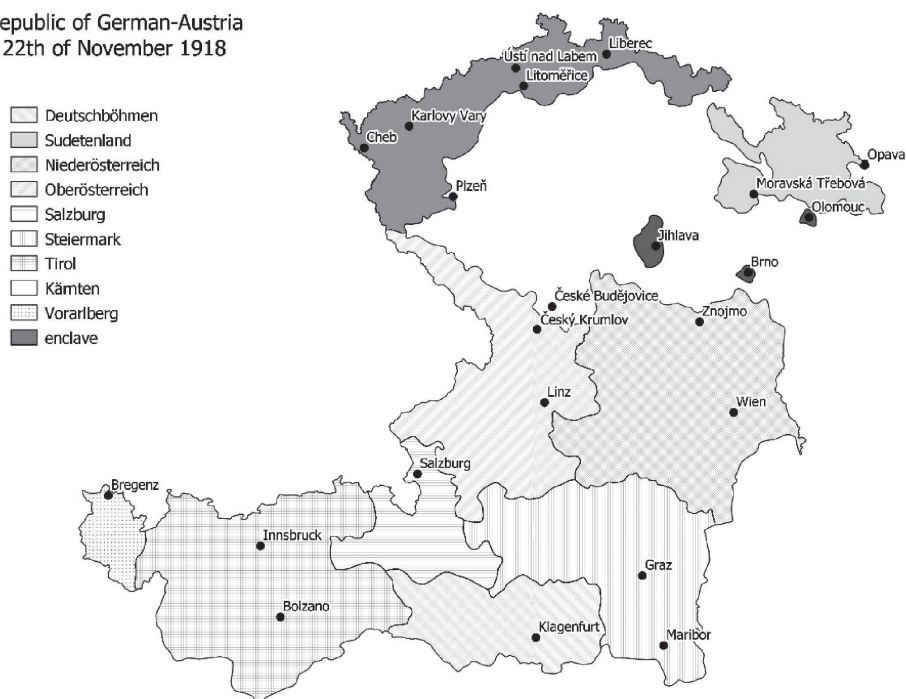 epublic of German-Austria
22th of November 1918
Deutschböhmen
Sudetenland
Niederösterreich
Oberösterreich
Salzburg
Steiermark
Tirol
Kärnten
Vorarlberg
enclave
Liberec
Ústí nad Labem
Litoměřice
Karlovy Vary
Cheb
Opava
Plzeň
Moravská Třebová
Olomouc
Jihlava
Brno
České Budějovice
Znojmo
Český Krumlov
Linz
Wien
Salzburg
Bregenz
Innsbruck
Graz
Bolzano
Klagenfurt
Maribor